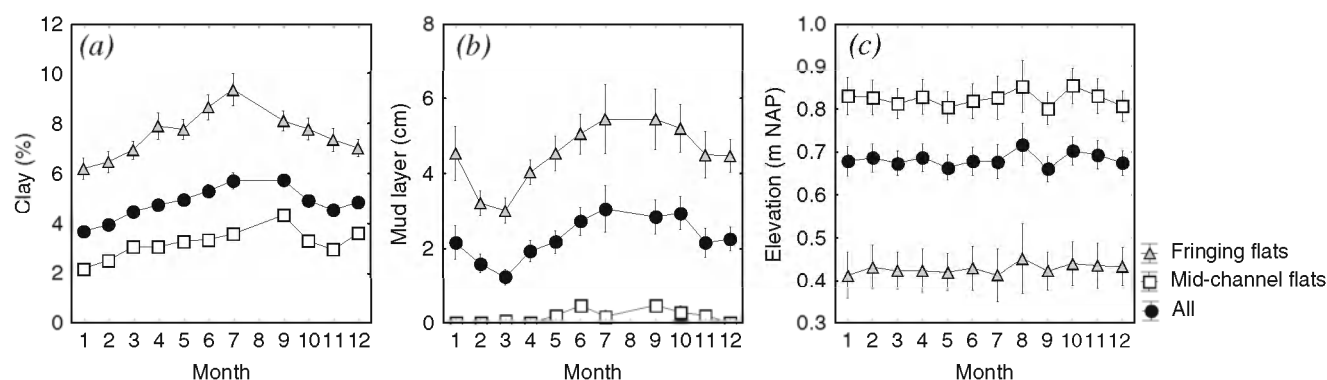 (a)
Clay (%)
12
10
8
6
4
2
0
1 2 3 4 5 6 7 8 9 10 11 12
Month
(b)
Mud layer (cm)
8
6
4
2
0
1 2 3 4 5 6 7 8 9 10 11 12
Month
(c)
Elevation (m NAP)
1.0
0.9
0.8
0.7
0.6
0.5
0.4
0.3
1 2 3 4 5 6 7 8 9 10 11 12
Month
Fringing flats
Mid-channel flats
All